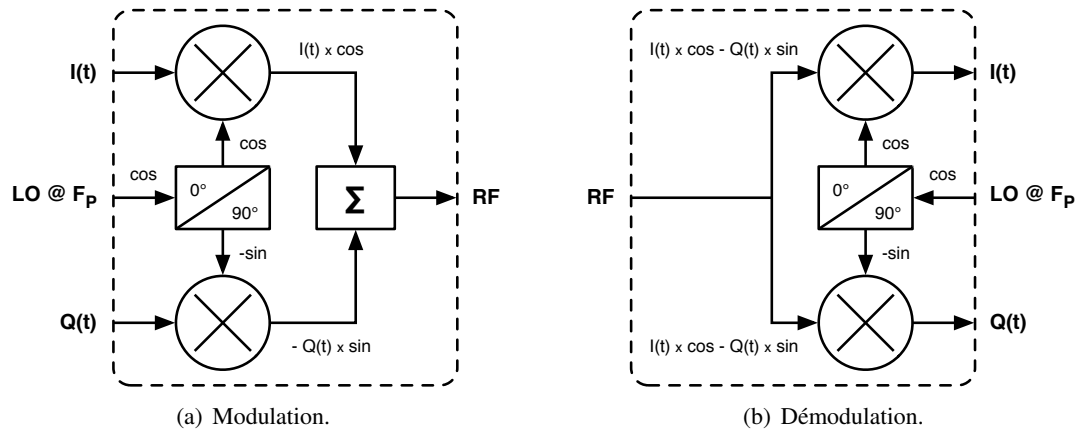 I(t) x cos
I(t)
cos
cos
0°
LO @ F_P
90°
Σ
RF
-sin
Q(t)
- Q(t) x sin
(a) Modulation.
I(t) x cos - Q(t) x sin
I(t)
cos
cos
0°
RF
90°
LO @ F_P
-sin
Q(t)
I(t) x cos - Q(t) x sin
(b) Démodulation.